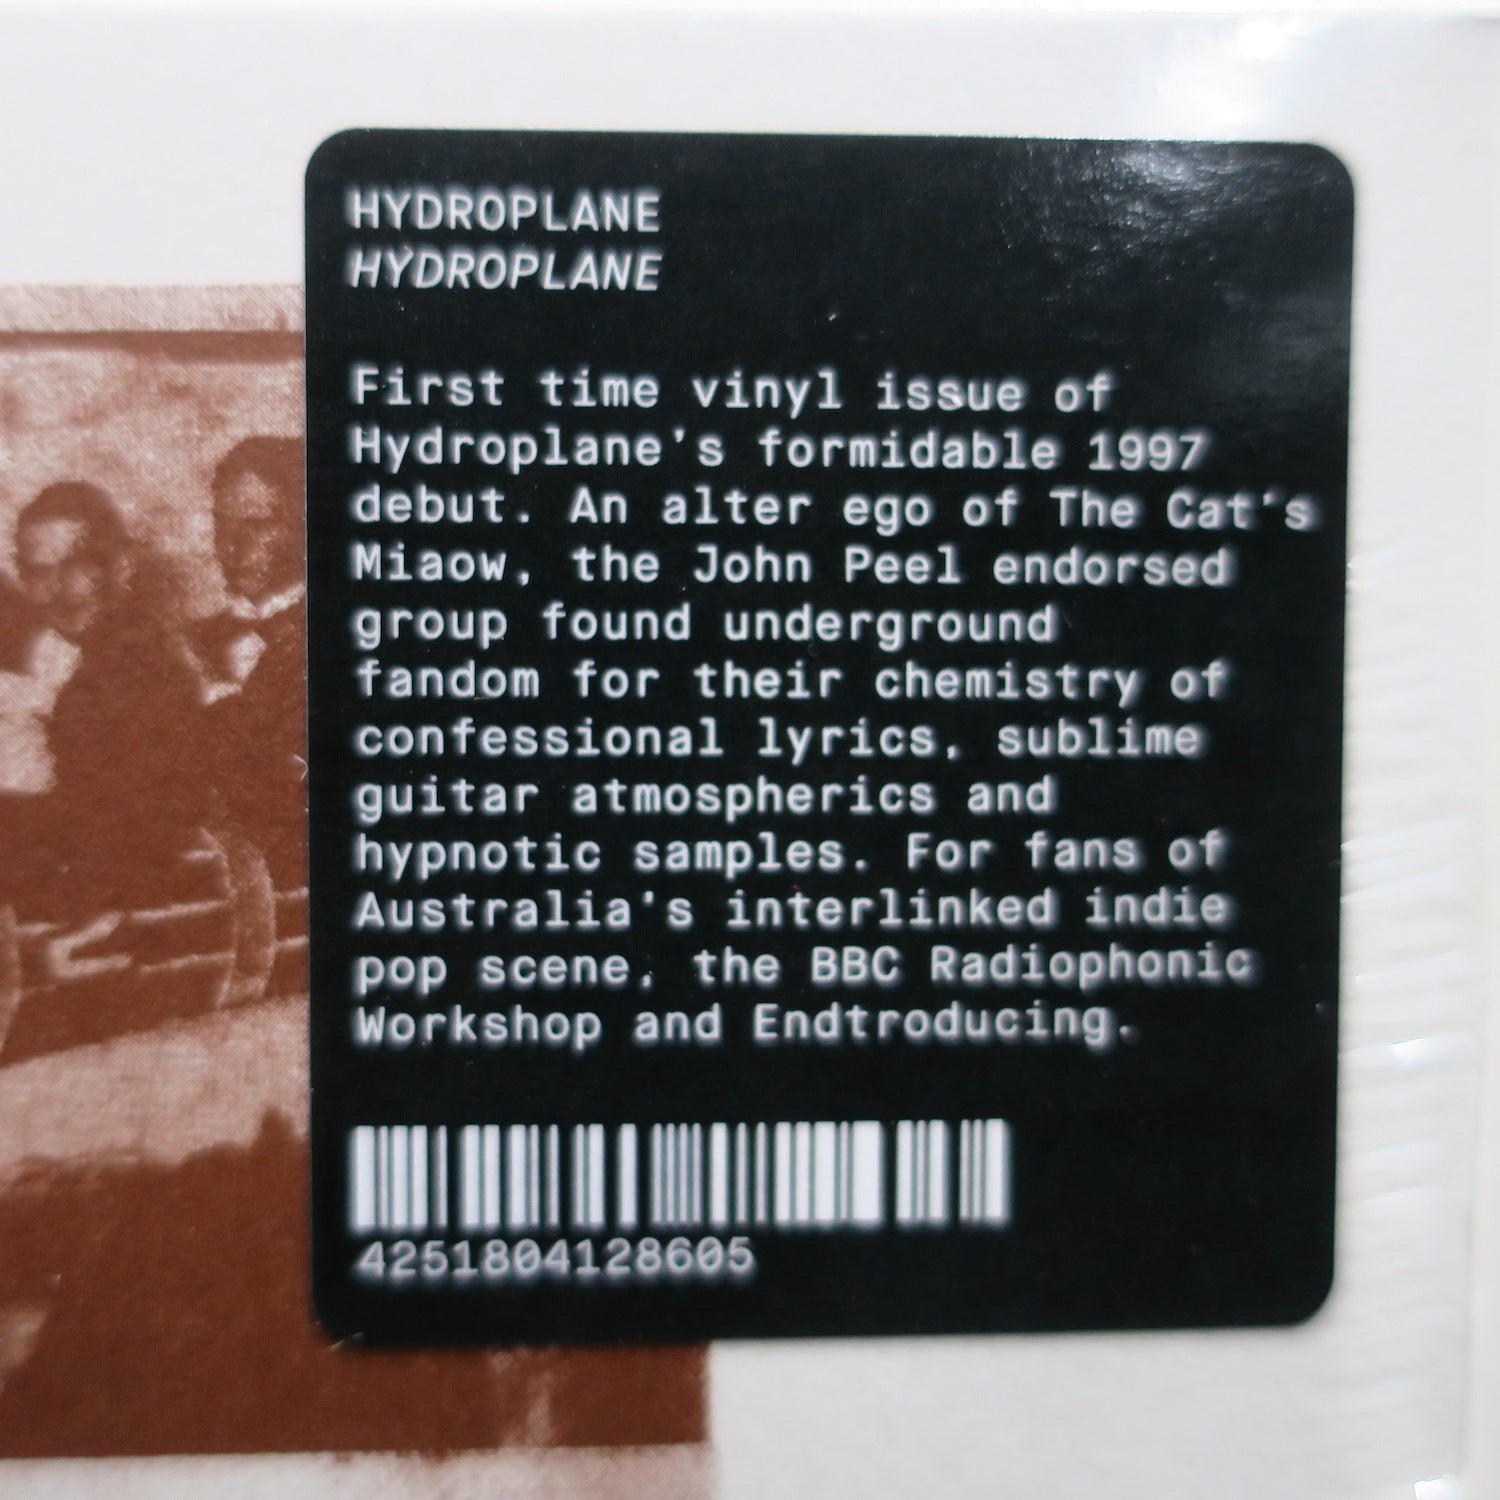 HYDROPLANE
HYDROPLANE
First time vinyl issue of
Hydroplane's formidable 1997
debut. An alter ego of The Cat‘s
Miaow, the John Peel endorsed
group found underground
fandom for their chemistry of
confessional lyrics, sublime
guitar atmospherics and
hypnotic samples. For fans of
Australia's interlinked indie
pop scene, the BBC Radiophonic
Workshop and Endtroducing.
4251804128605